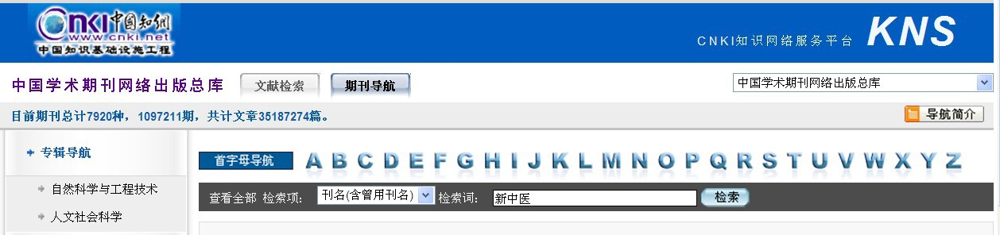 Cnki中国知网
www.cnki.net
中国知识基础设施工程
CNKI知识网络服务平台 KNS
中国学术期刊网络出版总库 文献检索 期刊导航 中国学术期刊网络出版总库
目前期刊总计7920种，1097211期，共计文章35187274篇。 导航简介
专辑导航
首字母导航 A B C D E F G H I J K L M N O P Q R S T U V W X Y Z
自然科学与工程技术
查看全部 检索项： 刊名(含曾用刊名) 检索词： 新中医 检索
人文社会科学